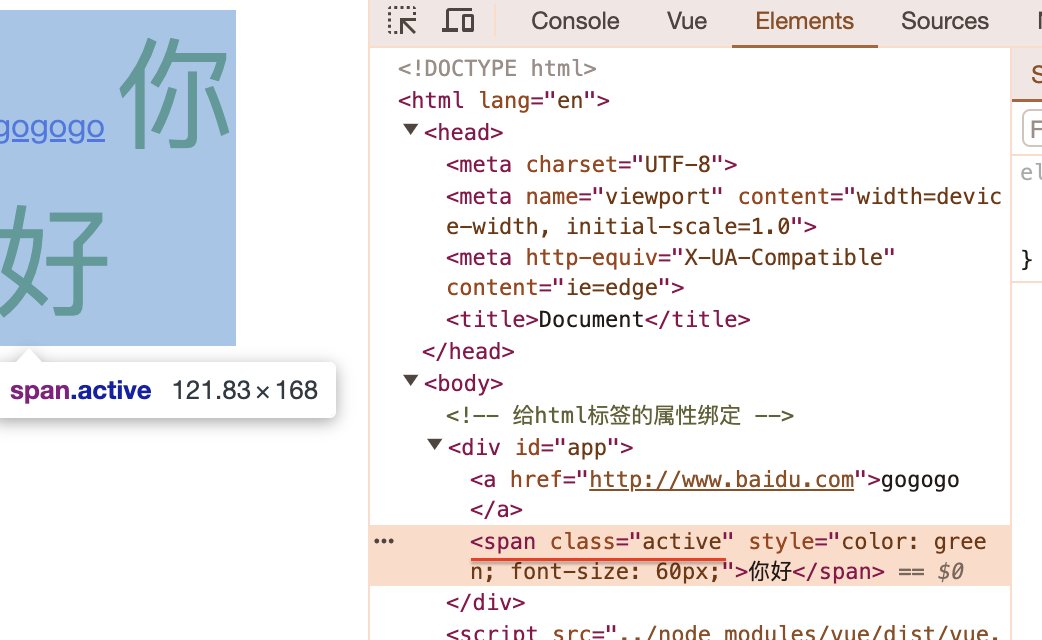 gogogo 你
好
span.active 121.83 × 168
Console Vue Elements Sources
<!DOCTYPE html>
<html lang="en">
<head>
<meta charset="UTF-8">
<meta name="viewport" content="width=devic
e-width, initial-scale=1.0">
<meta http-equiv="X-UA-Compatible"
content="ie=edge">
<title>Document</title>
</head>
<body>
<!-- 给html标签的属性绑定 -->
<div id="app">
<a href="http://www.baidu.com">gogogo
</a>
<span class="active" style="color: gree
n; font-size: 60px;">你好</span> == $0
</div>
<script src="../node_modules/vue/dist/vue.
el
}